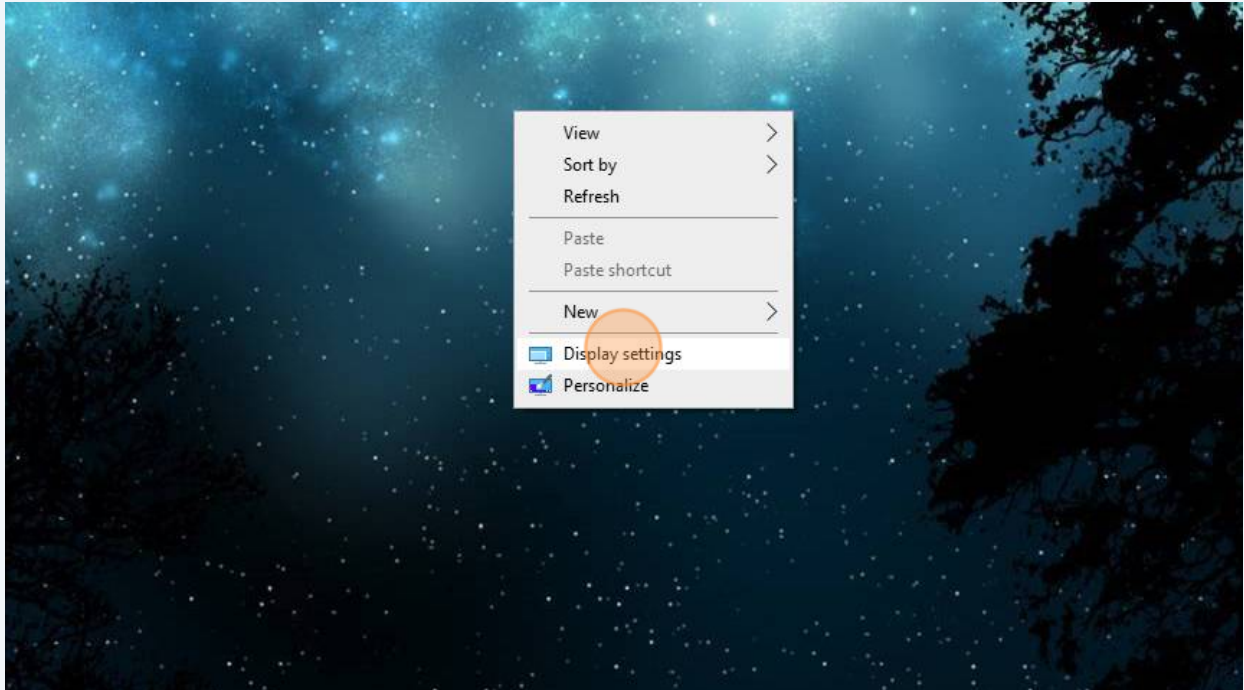 View
Sort by
Refresh
Paste
Paste shortcut
New
Display settings
Personalize